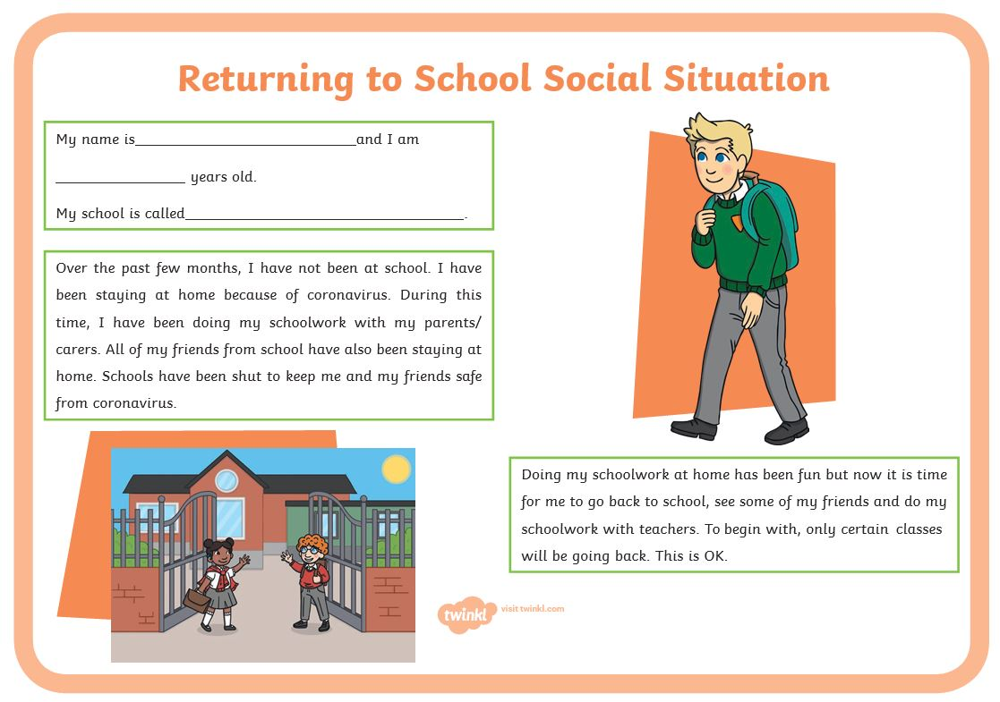 Returning to School Social Situation
My name is____________________________and I am
________________ years old.
My school is called___________________________________.
Over the past few months, I have not been at school. I have
been staying at home because of coronavirus. During this
time, I have been doing my schoolwork with my parents/
carers. All of my friends from school have also been staying at
home. Schools have been shut to keep me and my friends safe
from coronavirus.
Doing my schoolwork at home has been fun but now it is time
for me to go back to school, see some of my friends and do my
schoolwork with teachers. To begin with, only certain classes
will be going back. This is OK.
twinkl visit twinkl.com